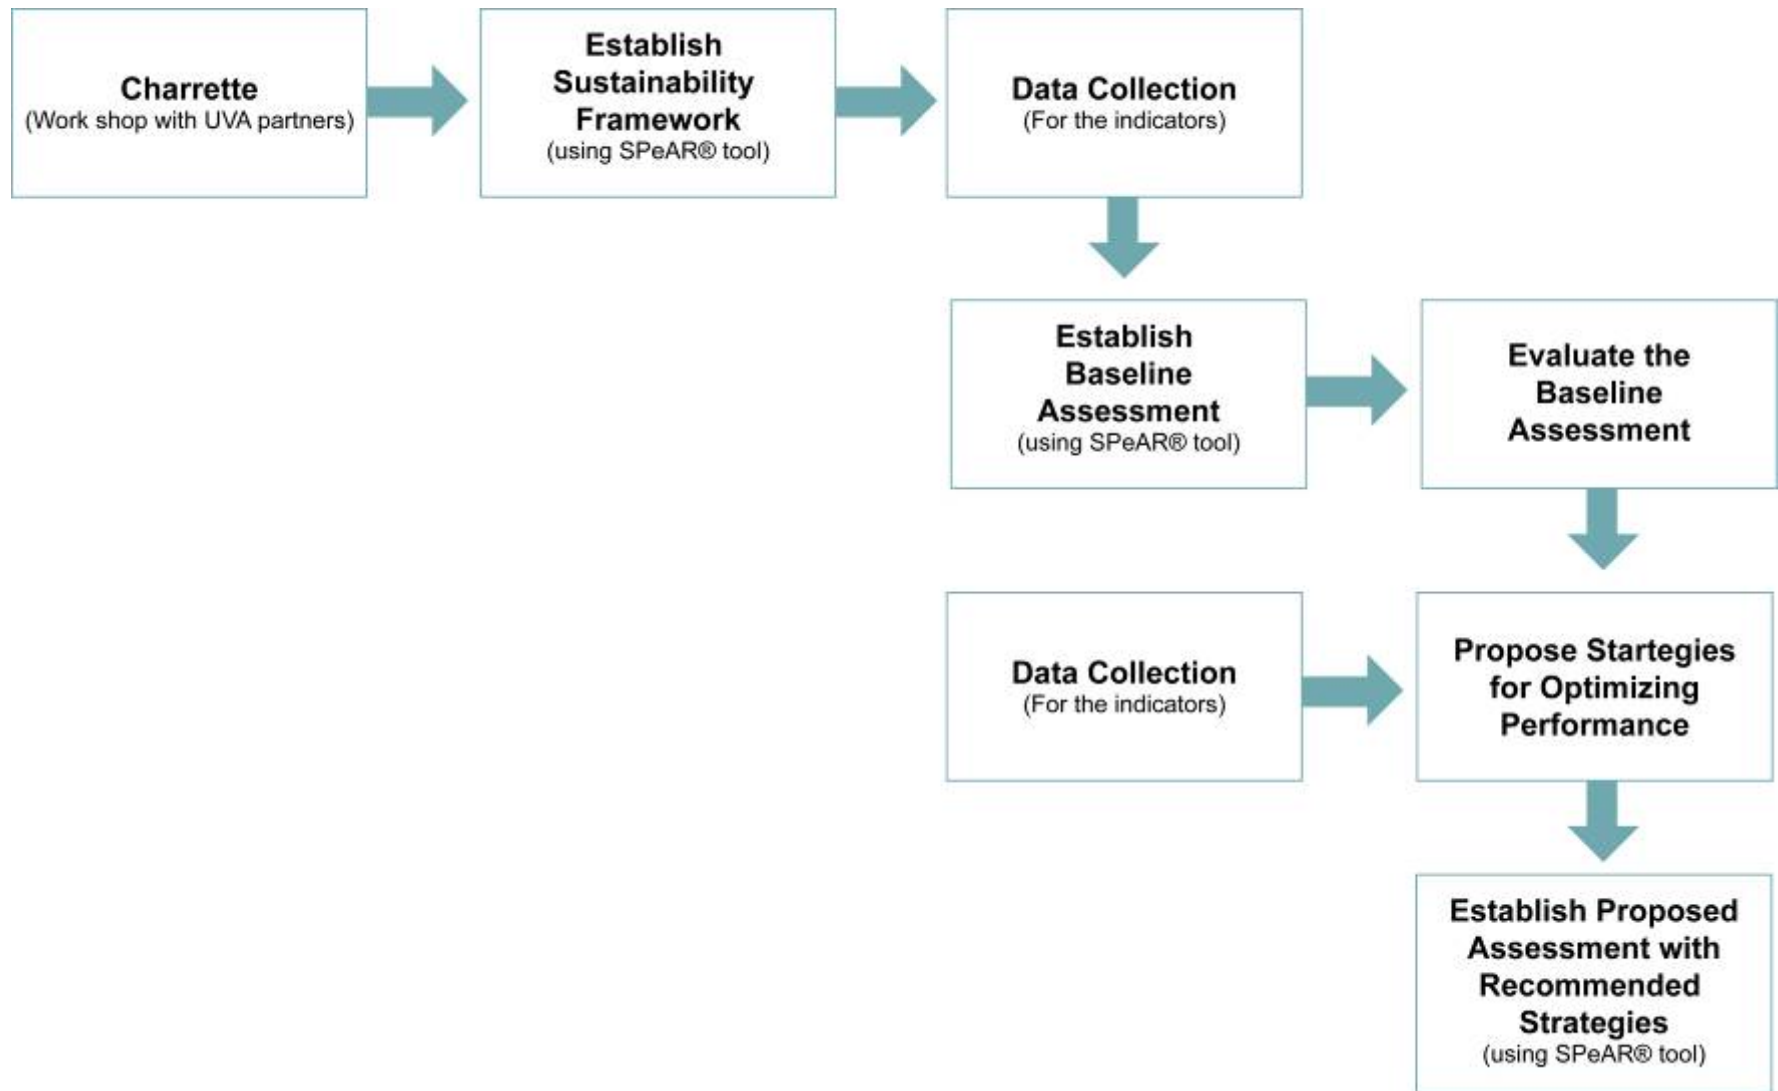 Charrette
(Work shop with UVA partners)
Establish
Sustainability
Framework
(using SPeAR® tool)
Data Collection
(For the indicators)
Establish
Baseline
Assessment
(using SPeAR® tool)
Evaluate the
Baseline
Assessment
Data Collection
(For the indicators)
Propose Startegies
for Optimizing
Performance
Establish Proposed
Assessment with
Recommended
Strategies
(using SPeAR® tool)